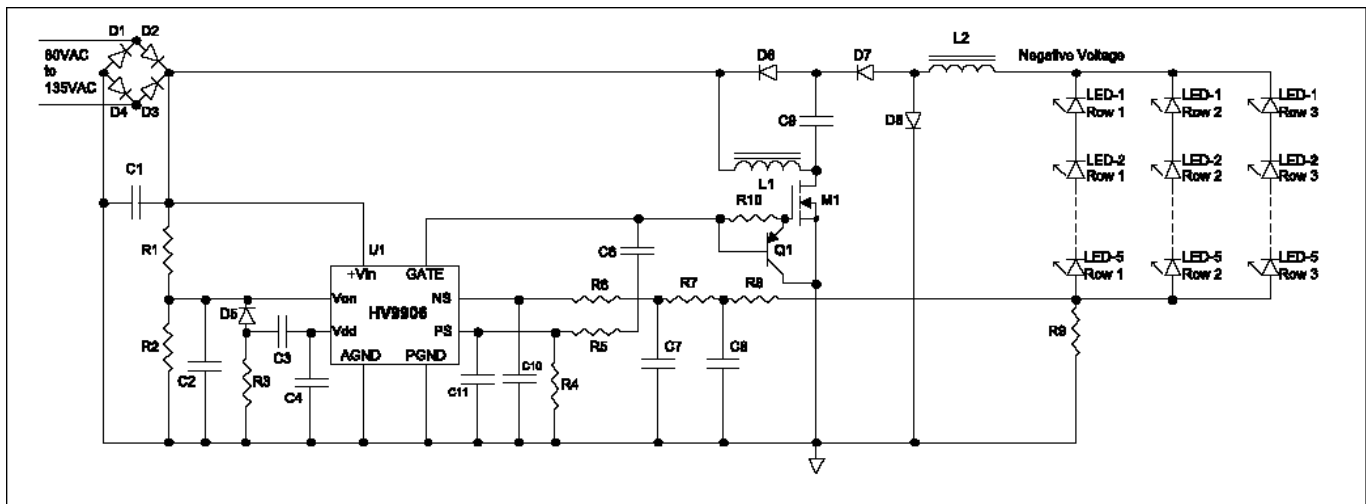 D1 D2
80VAC
to
135VAC
D4 D3
D6 D7 L2
Negative Voltage
C9 D8
LED-1
Row 1
LED-1
Row 2
LED-1
Row 3
LED-2
Row 1
LED-2
Row 2
LED-2
Row 3
LED-5
Row 1
LED-5
Row 2
LED-5
Row 3
C1
L1
R10 M1
Q1
R1
U1
+Vin GATE
Von NS
HV9906
Vdd PS
AGND PGND
C6
R6 R7 R8
R5
D5
C3
R2
C2
R3
C4
C11
C10
R4
C7
C8
R9